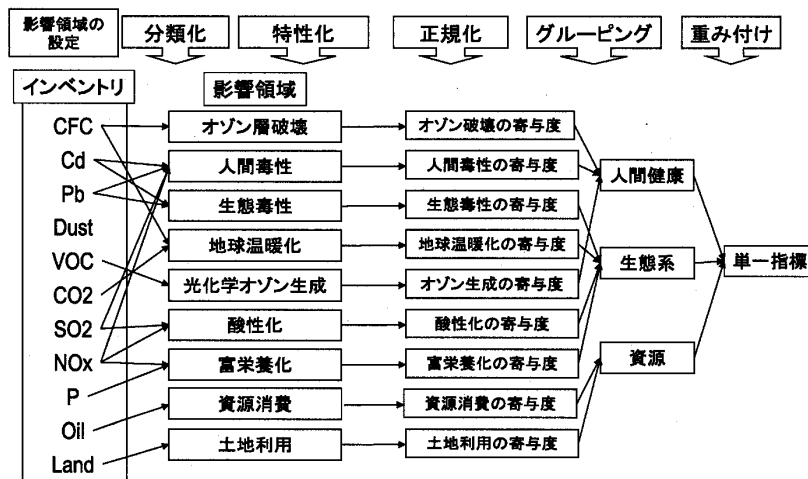 影響領域の
設定
分類化
特性化
正規化
グルーピング
重み付け
インベントリ
影響領域
CFC
Cd
Pb
Dust
VOC
CO2
SO2
NOx
P
Oil
Land
オゾン層破壊
人間毒性
生態毒性
地球温暖化
光化学オゾン生成
酸性化
富栄養化
資源消費
土地利用
オゾン破壊の寄与度
人間毒性の寄与度
生態毒性の寄与度
地球温暖化の寄与度
オゾン生成の寄与度
酸性化の寄与度
富栄養化の寄与度
資源消費の寄与度
土地利用の寄与度
人間健康
生態系
資源
単一指標